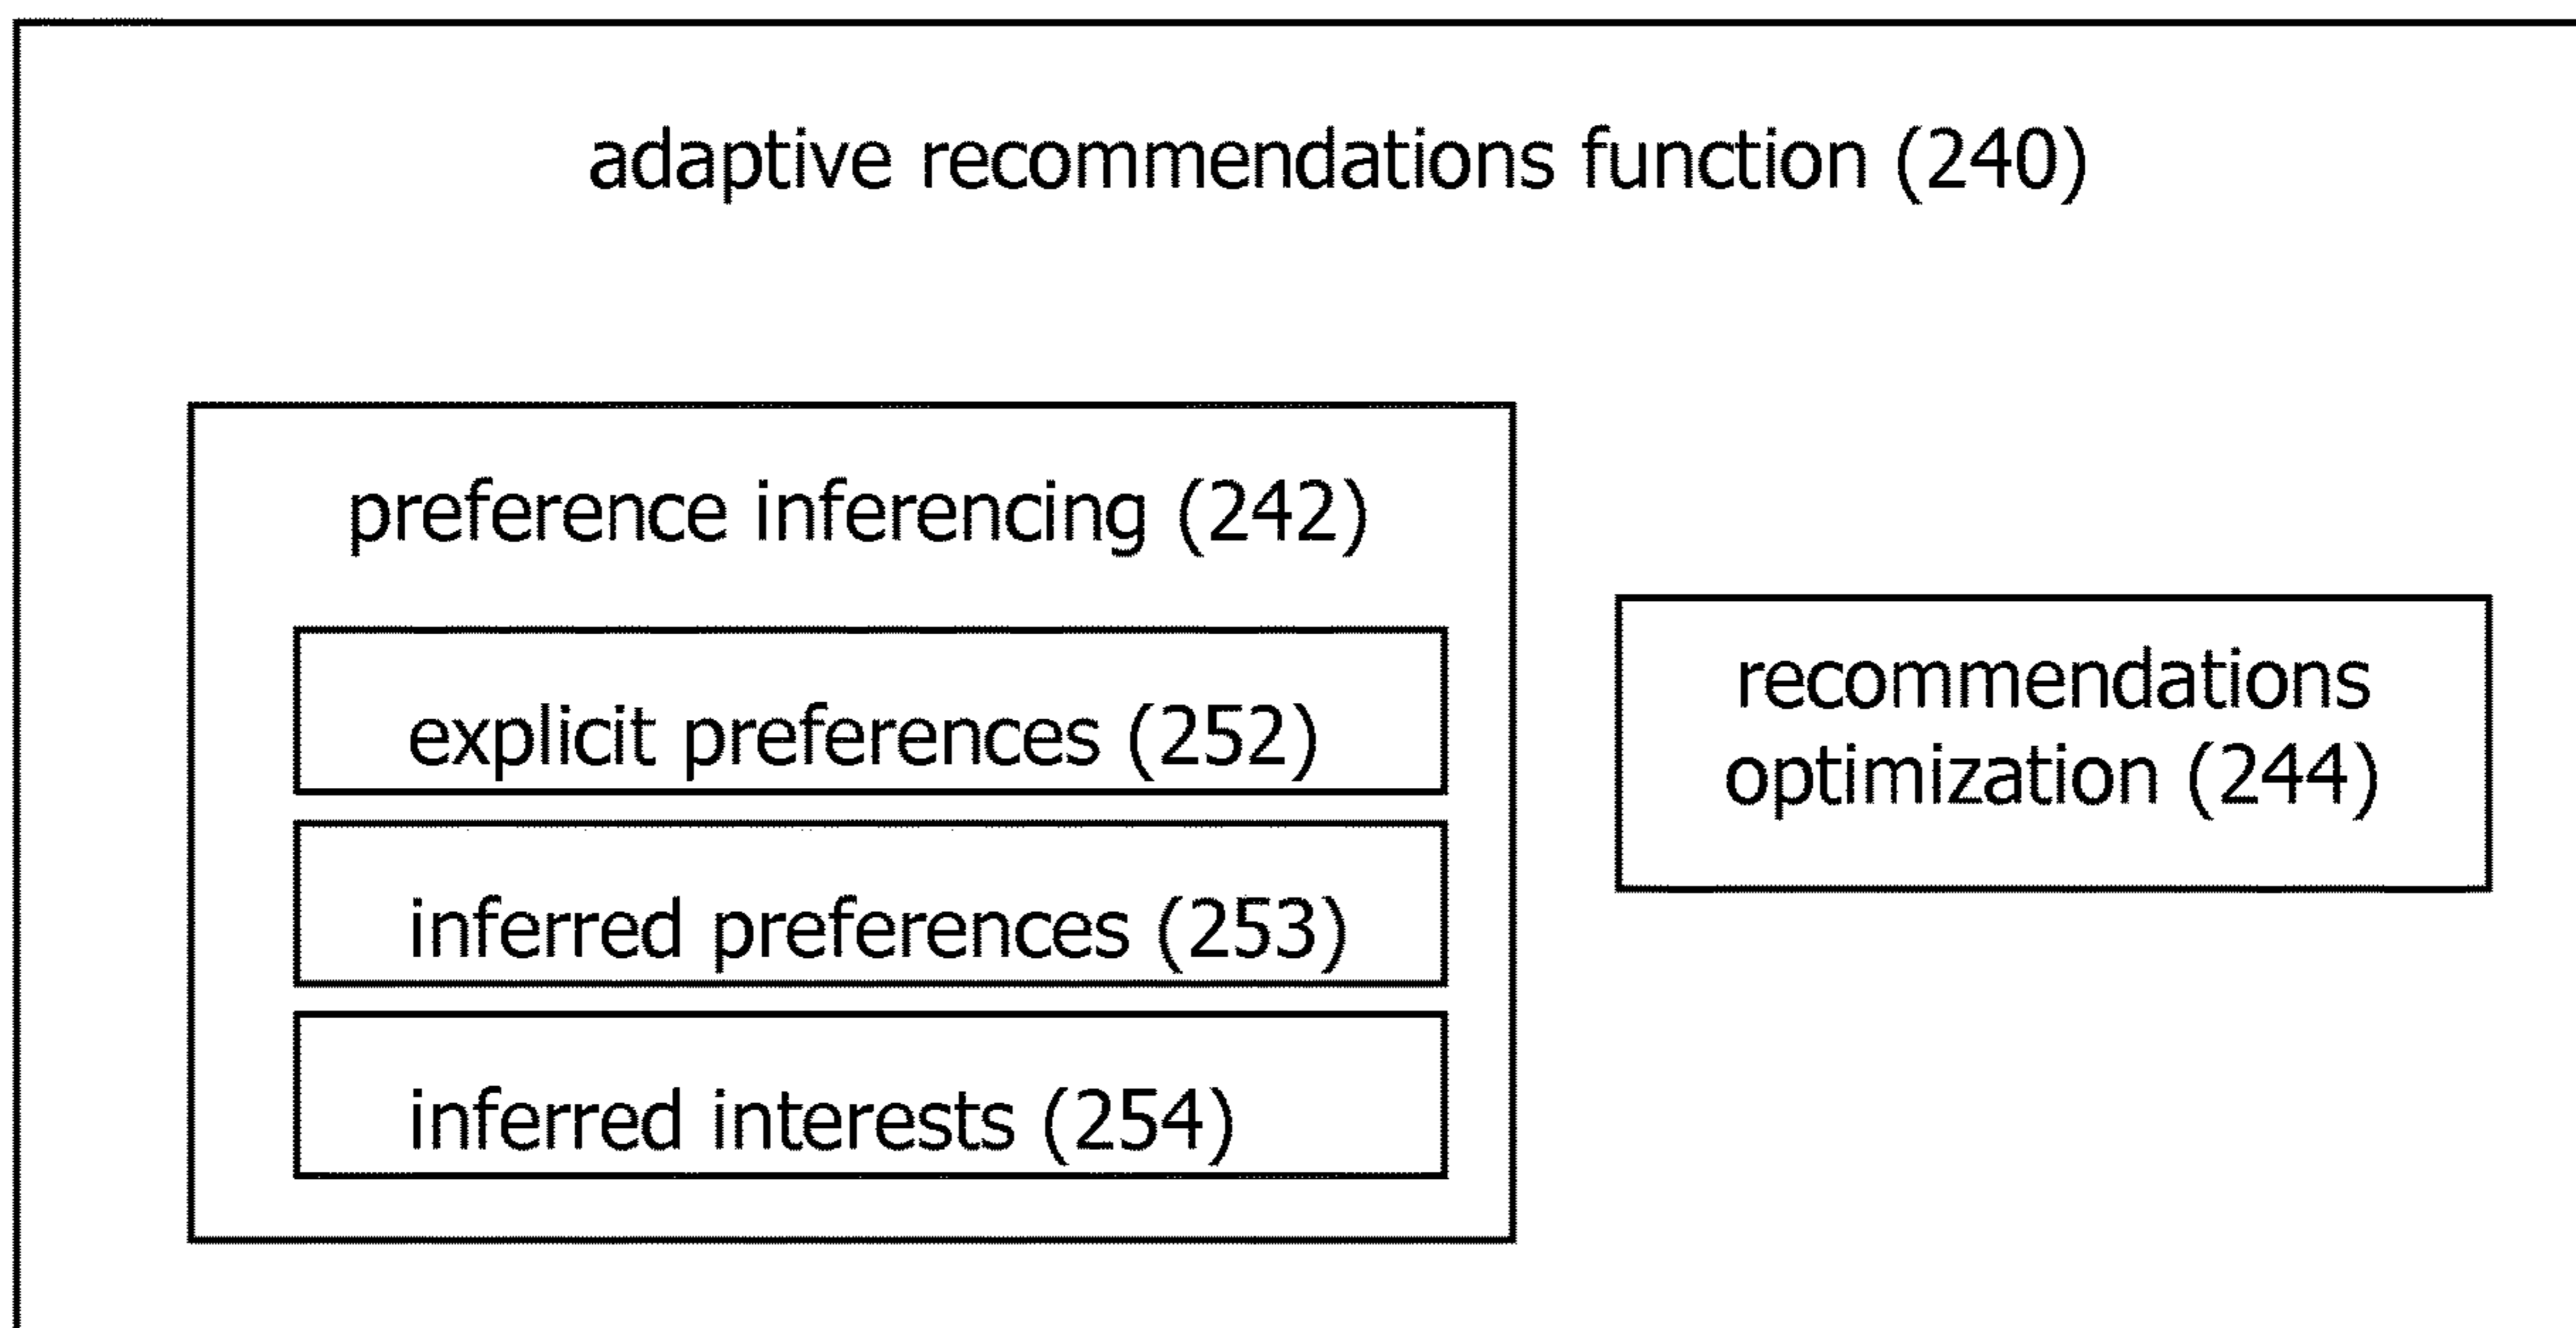 adaptive recommendations function (240)
preference inferencing (242)
explicit preferences (252)
inferred preferences (253)
inferred interests (254)
recommendations
optimization (244)